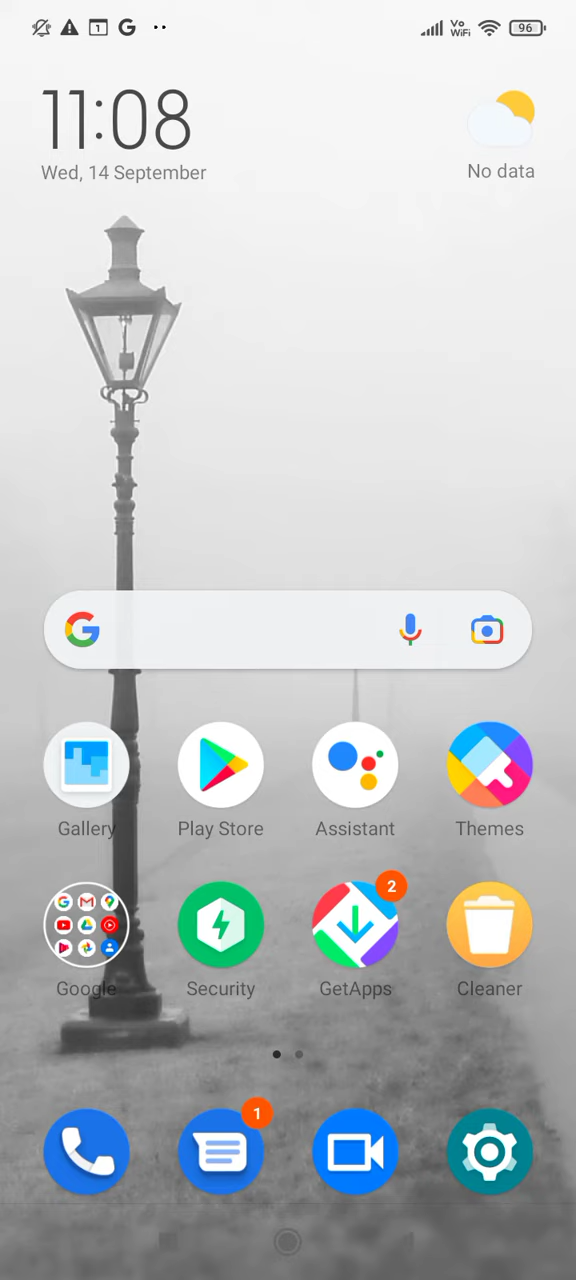 1 G Vo WiFi 96
11:08
Wed, 14 September
No data
G
Gallery Play Store Assistant Themes
2
Google Security GetApps Cleaner
1